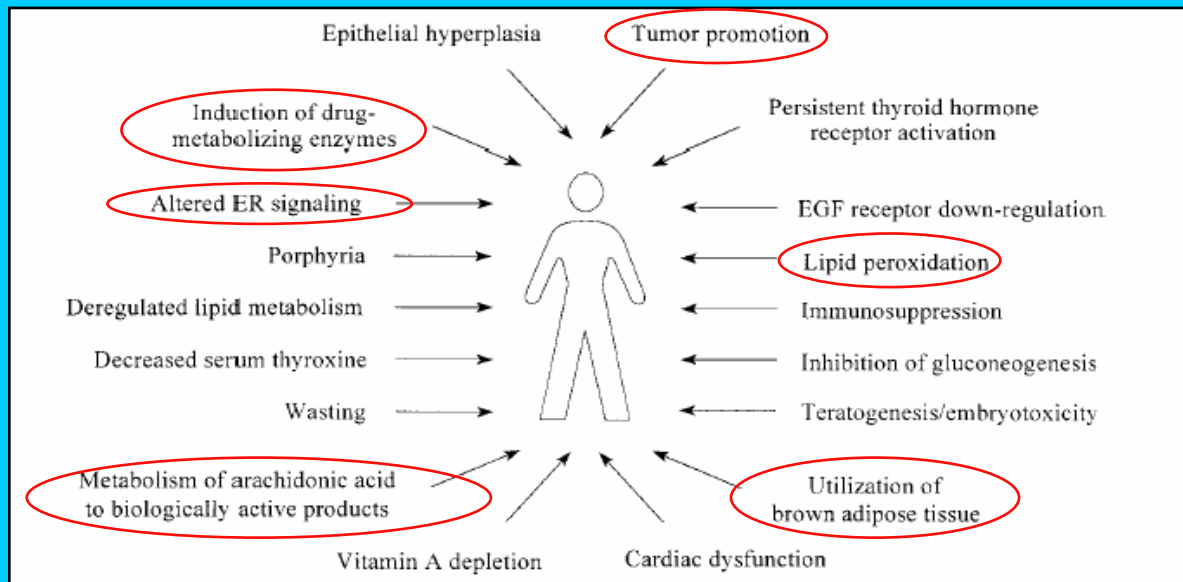 Epithelial hyperplasia
Tumor promotion
Induction of drug-
metabolizing enzymes
Persistent thyroid hormone
receptor activation
Altered ER signaling
EGF receptor down-regulation
Porphyria
Lipid peroxidation
Deregulated lipid metabolism
Immunosuppression
Decreased serum thyroxine
Inhibition of gluconeogenesis
Wasting
Teratogenesis/embryotoxicity
Metabolism of arachidonic acid
to biologically active products
Utilization of
brown adipose tissue
Vitamin A depletion
Cardiac dysfunction